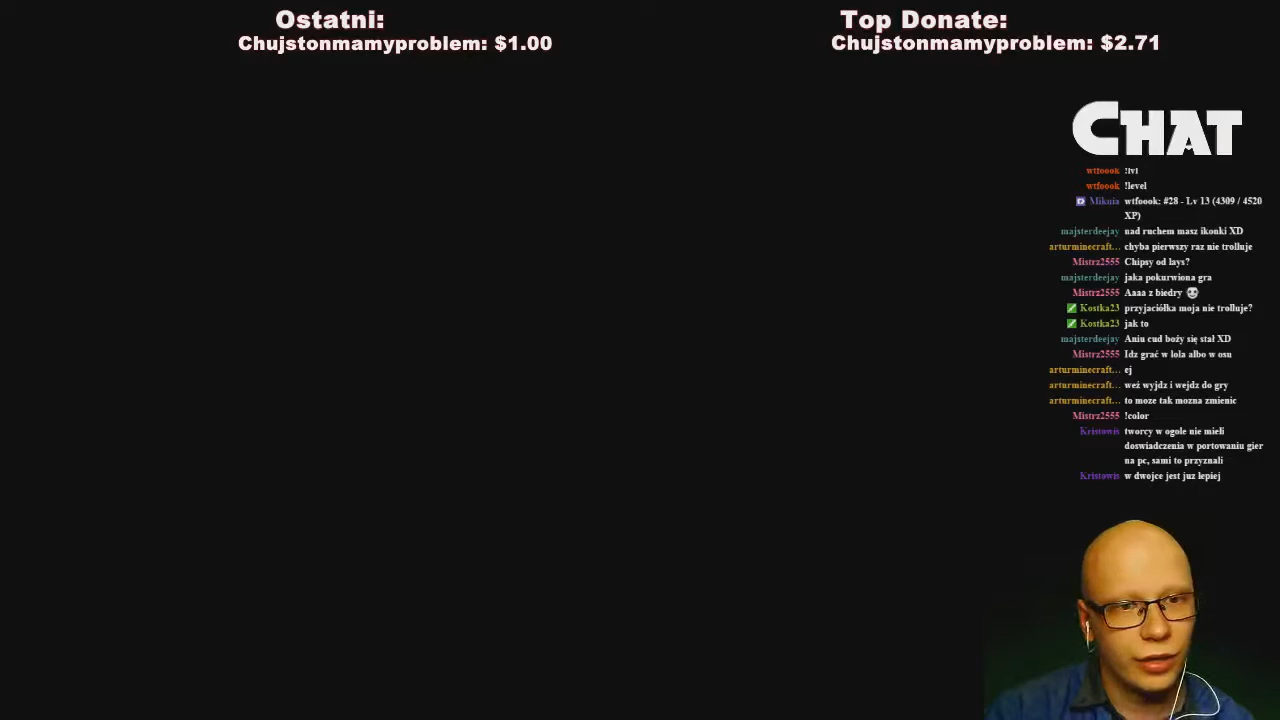 Ostatni:
Chujstonmamyproblem: $1.00
Top Donate:
Chujstonmamyproblem: $2.71
CHAT
wtfoook !lvl
wtfoook !level
Mikuia wtfoook: #28 - Lv 13 (4309 / 4520
XP)
majsterdeejay nad ruchem masz ikonki XD
arturminecraft... chyba pierwszy raz nie trolluje
Mistrz2555 Chipsy od lays?
majsterdeejay jaka pokurwiona gra
Mistrz2555 Aaaa z biedry
Kostka23 przyjaciółka moja nie trolluje?
Kostka23 jak to
majsterdeejay Aniu cud boży się stał XD
Mistrz2555 Idz grać w lola albo w osu
arturminecraft... ej
arturminecraft... weź wyjdz i wejdz do gry
arturminecraft... to moze tak mozna zmienic
Mistrz2555 !color
Kristowis tworcy w ogole nie mieli
doswiadczenia w portowaniu gier
na pc, sami to przyznali
Kristowis w dwojce jest juz lepiej